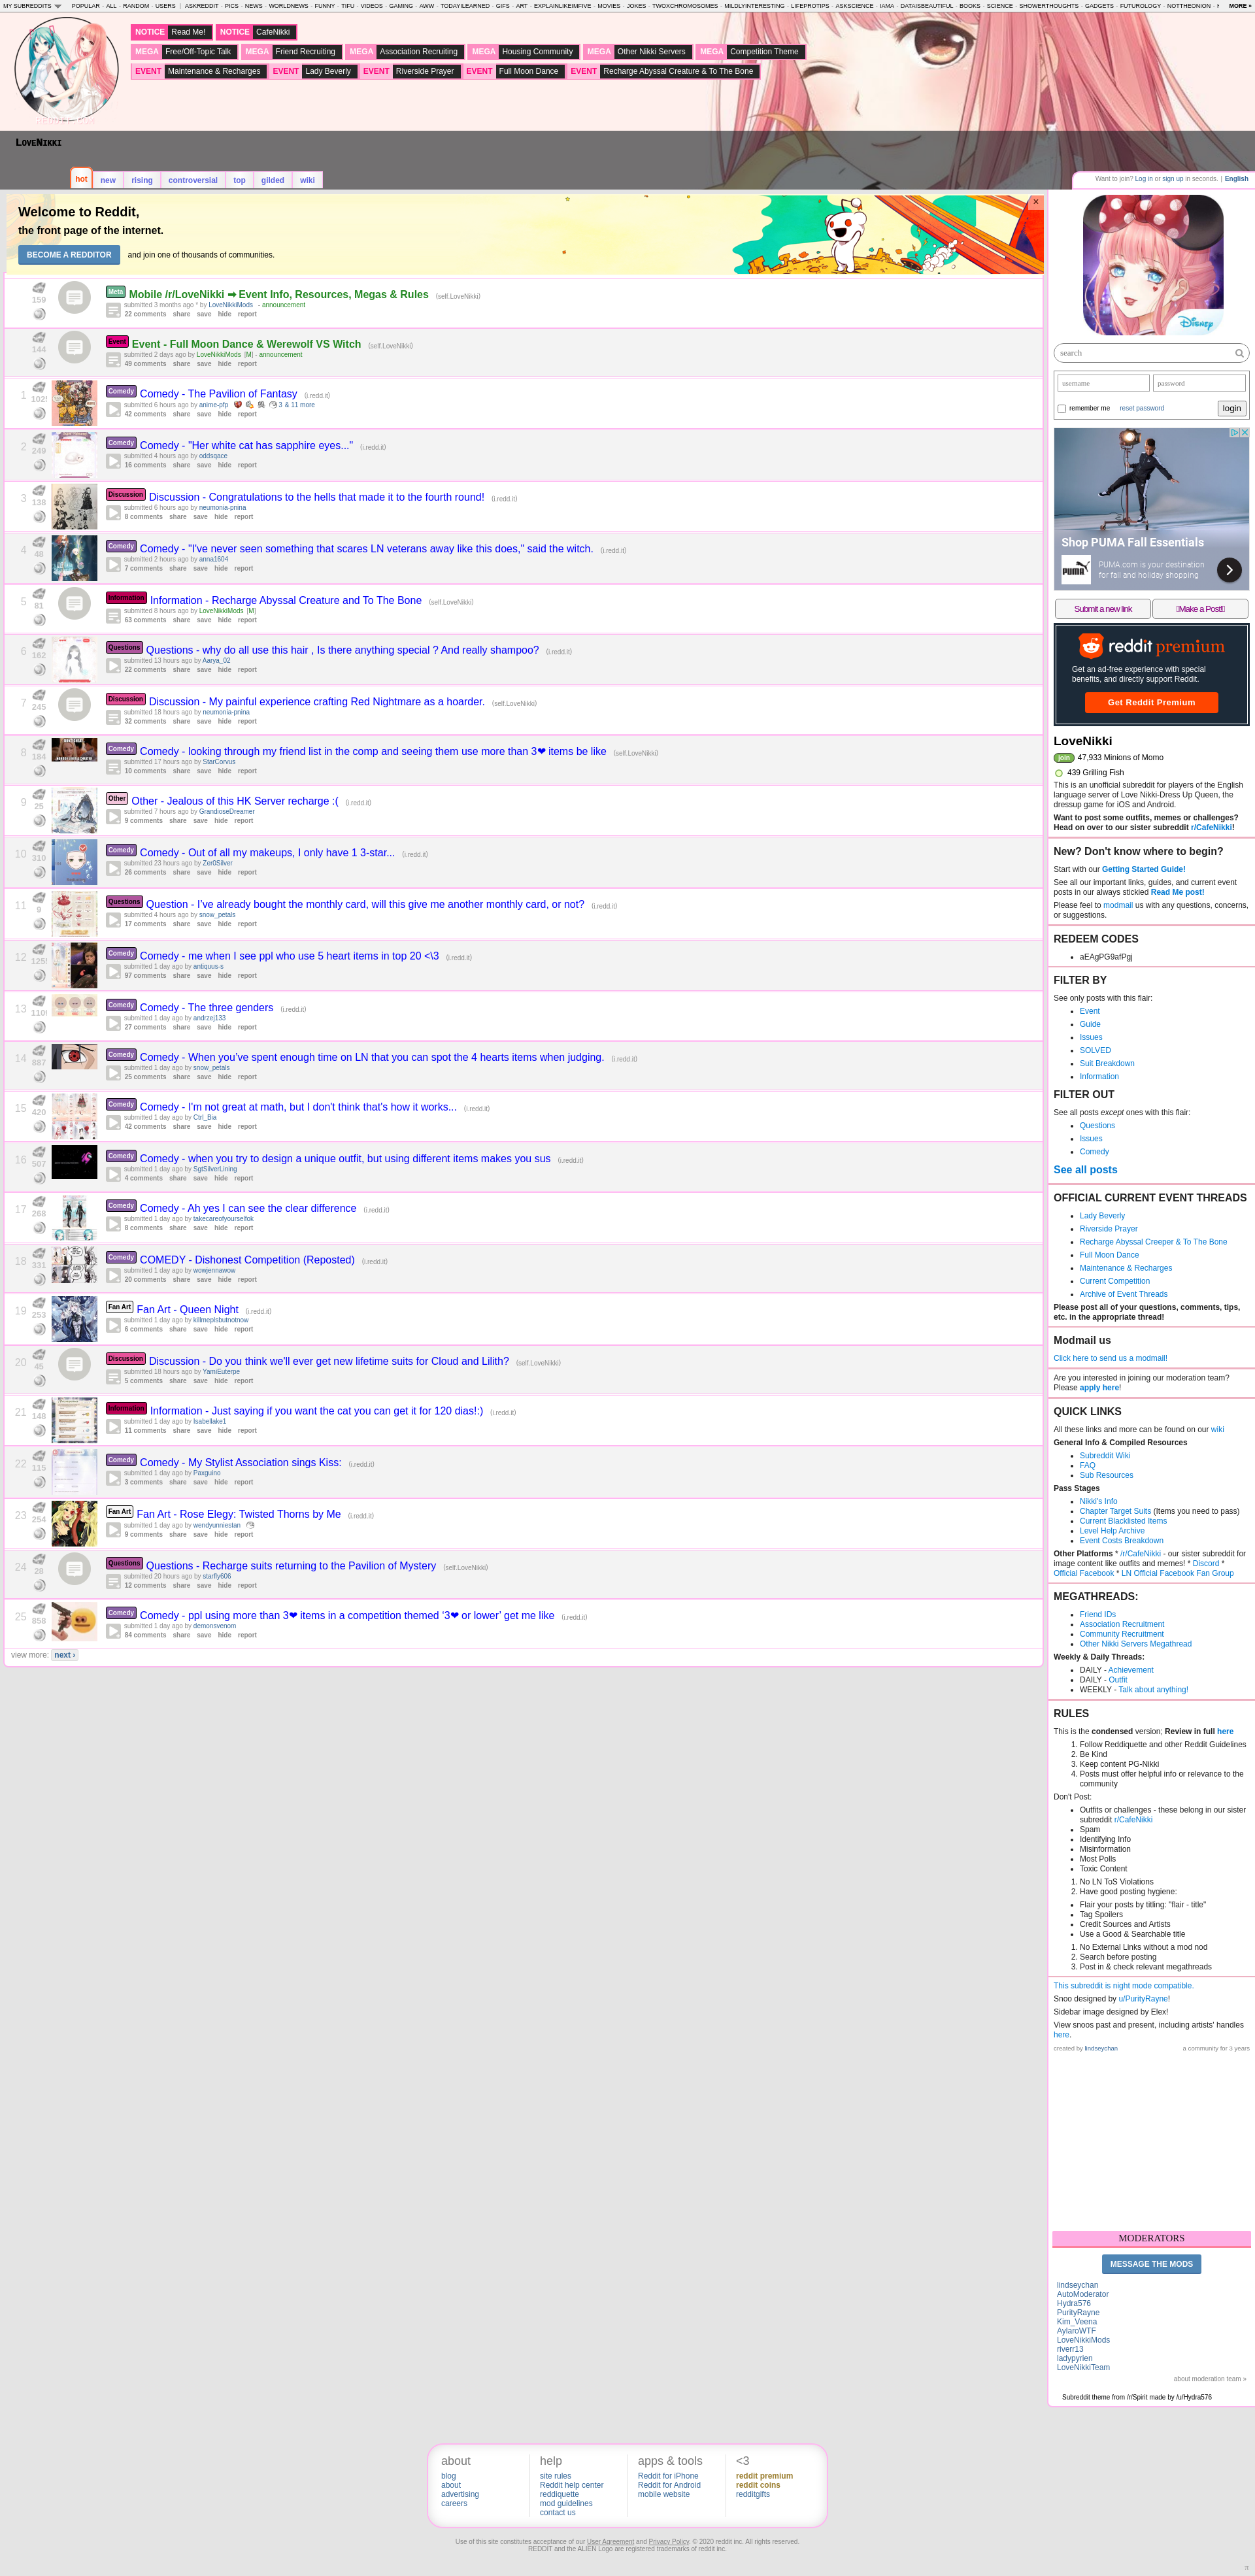 MY SUBREDDITS
POPULAR - ALL - RANDOM - USERS | ASKREDDIT - PICS - NEWS - WORLDNEWS - FUNNY - TIFU - VIDEOS - GAMING - AWW - TODAYILEARNED - GIFS - ART - EXPLAINLIKEIMFIVE - MOVIES - JOKES - TWOXCHROMOSOMES - MILDLYINTERESTING - LIFEPROTIPS - ASKSCIENCE - IAMA - DATAISBEAUTIFUL - BOOKS - SCIENCE - SHOWERTHOUGHTS - GADGETS - FUTUROLOGY - NOTTHEONION
MORE »
NOTICE Read Me! NOTICE CafeNikki
MEGA Free/Off-Topic Talk MEGA Friend Recruiting MEGA Association Recruiting MEGA Housing Community MEGA Other Nikki Servers MEGA Competition Theme
EVENT Maintenance & Recharges EVENT Lady Beverly EVENT Riverside Prayer EVENT Full Moon Dance EVENT Recharge Abyssal Creature & To The Bone
LoveNikki
hot new rising controversial top gilded wiki
Want to join? Log in or sign up in seconds. | English
Welcome to Reddit,
the front page of the internet.
BECOME A REDDITOR and join one of thousands of communities.
×
159
Meta Mobile /r/LoveNikki ➡ Event Info, Resources, Megas & Rules (self.LoveNikki)
submitted 3 months ago * by LoveNikkiMods - announcement
22 comments share save hide report
144
Event Event - Full Moon Dance & Werewolf VS Witch (self.LoveNikki)
submitted 2 days ago by LoveNikkiMods [M] - announcement
49 comments share save hide report
1
Comedy Comedy - The Pavilion of Fantasy (i.redd.it)
submitted 6 hours ago by anime-pfp 3 & 11 more
42 comments share save hide report
2 249
Comedy Comedy - "Her white cat has sapphire eyes..." (i.redd.it)
submitted 4 hours ago by oddsqace
16 comments share save hide report
3 138
Discussion Discussion - Congratulations to the hells that made it to the fourth round! (i.redd.it)
submitted 6 hours ago by neumonia-pnina
8 comments share save hide report
4 48
Comedy Comedy - "I've never seen something that scares LN veterans away like this does," said the witch. (i.redd.it)
submitted 2 hours ago by anna1604
7 comments share save hide report
5 81
Information Information - Recharge Abyssal Creature and To The Bone (self.LoveNikki)
submitted 8 hours ago by LoveNikkiMods [M]
63 comments share save hide report
6 162
Questions Questions - why do all use this hair , Is there anything special ? And really shampoo? (i.redd.it)
submitted 13 hours ago by Aarya_02
22 comments share save hide report
7 245
Discussion Discussion - My painful experience crafting Red Nightmare as a hoarder. (self.LoveNikki)
submitted 18 hours ago by neumonia-pnina
32 comments share save hide report
8 184
Comedy Comedy - looking through my friend list in the comp and seeing them use more than 3❤ items be like (self.LoveNikki)
submitted 17 hours ago by StarCorvus
10 comments share save hide report
9 25
Other Other - Jealous of this HK Server recharge :( (i.redd.it)
submitted 7 hours ago by GrandioseDreamer
9 comments share save hide report
10 310
Comedy Comedy - Out of all my makeups, I only have 1 3-star... (i.redd.it)
submitted 23 hours ago by Zer0Silver
26 comments share save hide report
11 9
Questions Question - I've already bought the monthly card, will this give me another monthly card, or not? (i.redd.it)
submitted 4 hours ago by snow_petals
17 comments share save hide report
12
Comedy Comedy - me when I see ppl who use 5 heart items in top 20 <\3 (i.redd.it)
submitted 1 day ago by antiquus-s
97 comments share save hide report
13
Comedy Comedy - The three genders (i.redd.it)
submitted 1 day ago by andrzej133
27 comments share save hide report
14 887
Comedy Comedy - When you've spent enough time on LN that you can spot the 4 hearts items when judging. (i.redd.it)
submitted 1 day ago by snow_petals
25 comments share save hide report
15 420
Comedy Comedy - I'm not great at math, but I don't think that's how it works... (i.redd.it)
submitted 1 day ago by Ctrl_Bia
42 comments share save hide report
16 507
Comedy Comedy - when you try to design a unique outfit, but using different items makes you sus (i.redd.it)
submitted 1 day ago by SgtSilverLining
4 comments share save hide report
17 268
Comedy Comedy - Ah yes I can see the clear difference (i.redd.it)
submitted 1 day ago by takecareofyourselfok
8 comments share save hide report
18 331
Comedy COMEDY - Dishonest Competition (Reposted) (i.redd.it)
submitted 1 day ago by wowjennawow
20 comments share save hide report
19 253
Fan Art Fan Art - Queen Night (i.redd.it)
submitted 1 day ago by killmeplsbutnotnow
6 comments share save hide report
20 45
Discussion Discussion - Do you think we'll ever get new lifetime suits for Cloud and Lilith? (self.LoveNikki)
submitted 18 hours ago by YamiEuterpe
5 comments share save hide report
21 148
Information Information - Just saying if you want the cat you can get it for 120 dias!:) (i.redd.it)
submitted 1 day ago by Isabellake1
11 comments share save hide report
22 115
Comedy Comedy - My Stylist Association sings Kiss: (i.redd.it)
submitted 1 day ago by Paxguino
3 comments share save hide report
23 254
Fan Art Fan Art - Rose Elegy: Twisted Thorns by Me (i.redd.it)
submitted 1 day ago by wendyunniestan
9 comments share save hide report
24 28
Questions Questions - Recharge suits returning to the Pavilion of Mystery (self.LoveNikki)
submitted 20 hours ago by starfly606
12 comments share save hide report
25 858
Comedy Comedy - ppl using more than 3❤ items in a competition themed '3❤ or lower' get me like (i.redd.it)
submitted 1 day ago by demonsvenom
84 comments share save hide report
view more: next ›
Disney
search
username password
remember me reset password login
Shop PUMA Fall Essentials
PUMA PUMA.com is your destination
for fall and holiday shopping
Submit a new link Make a Post!
reddit premium
Get an ad-free experience with special
benefits, and directly support Reddit.
Get Reddit Premium
LoveNikki
join 47,933 Minions of Momo
439 Grilling Fish
This is an unofficial subreddit for players of the English
language server of Love Nikki-Dress Up Queen, the
dressup game for iOS and Android.
Want to post some outfits, memes or challenges?
Head on over to our sister subreddit r/CafeNikki!
New? Don't know where to begin?
Start with our Getting Started Guide!
See all our important links, guides, and current event
posts in our always stickied Read Me post!
Please feel to modmail us with any questions, concerns,
or suggestions.
REDEEM CODES
• aEAgPG9afPgj
FILTER BY
See only posts with this flair:
• Event
• Guide
• Issues
• SOLVED
• Suit Breakdown
• Information
FILTER OUT
See all posts except ones with this flair:
• Questions
• Issues
• Comedy
See all posts
OFFICIAL CURRENT EVENT THREADS
• Lady Beverly
• Riverside Prayer
• Recharge Abyssal Creeper & To The Bone
• Full Moon Dance
• Maintenance & Recharges
• Current Competition
• Archive of Event Threads
Please post all of your questions, comments, tips,
etc. in the appropriate thread!
Modmail us
Click here to send us a modmail!
Are you interested in joining our moderation team?
Please apply here!
QUICK LINKS
All these links and more can be found on our wiki
General Info & Compiled Resources
• Subreddit Wiki
• FAQ
• Sub Resources
Pass Stages
• Nikki's Info
• Chapter Target Suits (Items you need to pass)
• Current Blacklisted Items
• Level Help Archive
• Event Costs Breakdown
Other Platforms * /r/CafeNikki - our sister subreddit for
image content like outfits and memes! * Discord *
Official Facebook * LN Official Facebook Fan Group
MEGATHREADS:
• Friend IDs
• Association Recruitment
• Community Recruitment
• Other Nikki Servers Megathread
Weekly & Daily Threads:
• DAILY - Achievement
• DAILY - Outfit
• WEEKLY - Talk about anything!
RULES
This is the condensed version; Review in full here
1. Follow Reddiquette and other Reddit Guidelines
2. Be Kind
3. Keep content PG-Nikki
4. Posts must offer helpful info or relevance to the
community
Don't Post:
• Outfits or challenges - these belong in our sister
subreddit r/CafeNikki
• Spam
• Identifying Info
• Misinformation
• Most Polls
• Toxic Content
1. No LN ToS Violations
2. Have good posting hygiene:
• Flair your posts by titling: "flair - title"
• Tag Spoilers
• Credit Sources and Artists
• Use a Good & Searchable title
1. No External Links without a mod nod
2. Search before posting
3. Post in & check relevant megathreads
This subreddit is night mode compatible.
Snoo designed by u/PurityRayne!
Sidebar image designed by Elex!
View snoos past and present, including artists' handles
here.
created by lindseychan a community for 3 years
MODERATORS
MESSAGE THE MODS
lindseychan
AutoModerator
Hydra576
PurityRayne
Kim_Veena
AylaroWTF
LoveNikkiMods
riverr13
ladypyrien
LoveNikkiTeam
about moderation team »
Subreddit theme from /r/Spirit made by /u/Hydra576
about
blog
about
advertising
careers
help
site rules
Reddit help center
reddiquette
mod guidelines
contact us
apps & tools
Reddit for iPhone
Reddit for Android
mobile website
<3
reddit premium
reddit coins
redditgifts
Use of this site constitutes acceptance of our User Agreement and Privacy Policy. © 2020 reddit inc. All rights reserved.
REDDIT and the ALIEN Logo are registered trademarks of reddit inc.
π